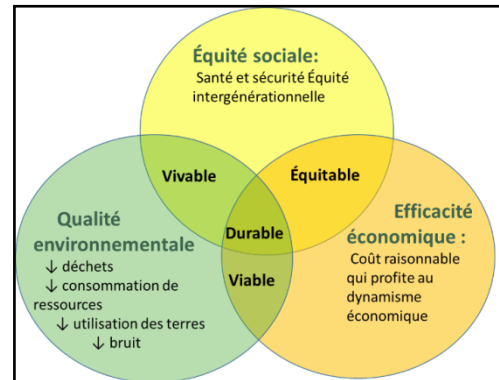 Équité sociale:
Santé et sécurité Équité
intergénérationnelle
Vivable
Équitable
Durable
Viable
Qualité
environnementale
↓ déchets
↓ consommation de
ressources
↓ utilisation des terres
↓ bruit
Efficacité
économique :
Coût raisonnable
qui profite au
dynamisme
économique